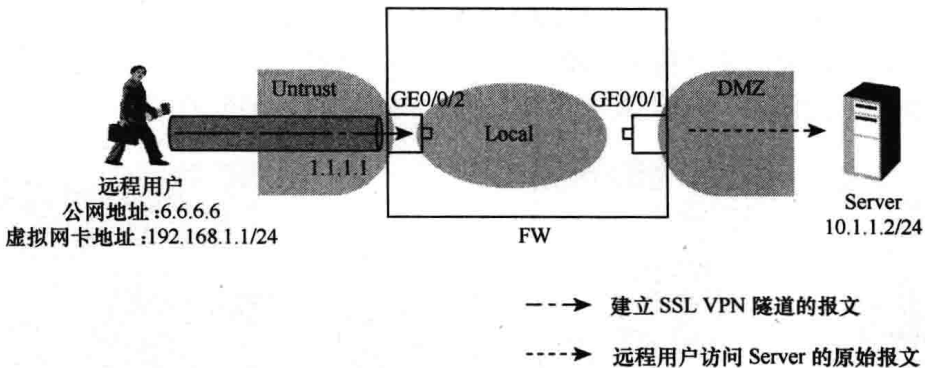 Untrust
DMZ
GE0/0/2
GE0/0/1
Local
1.1.1.1
远程用户
公网地址:6.6.6.6
虚拟网卡地址:192.168.1.1/24
Server
10.1.1.2/24
FW
建立 SSL VPN 隧道的报文
远程用户访问 Server 的原始报文